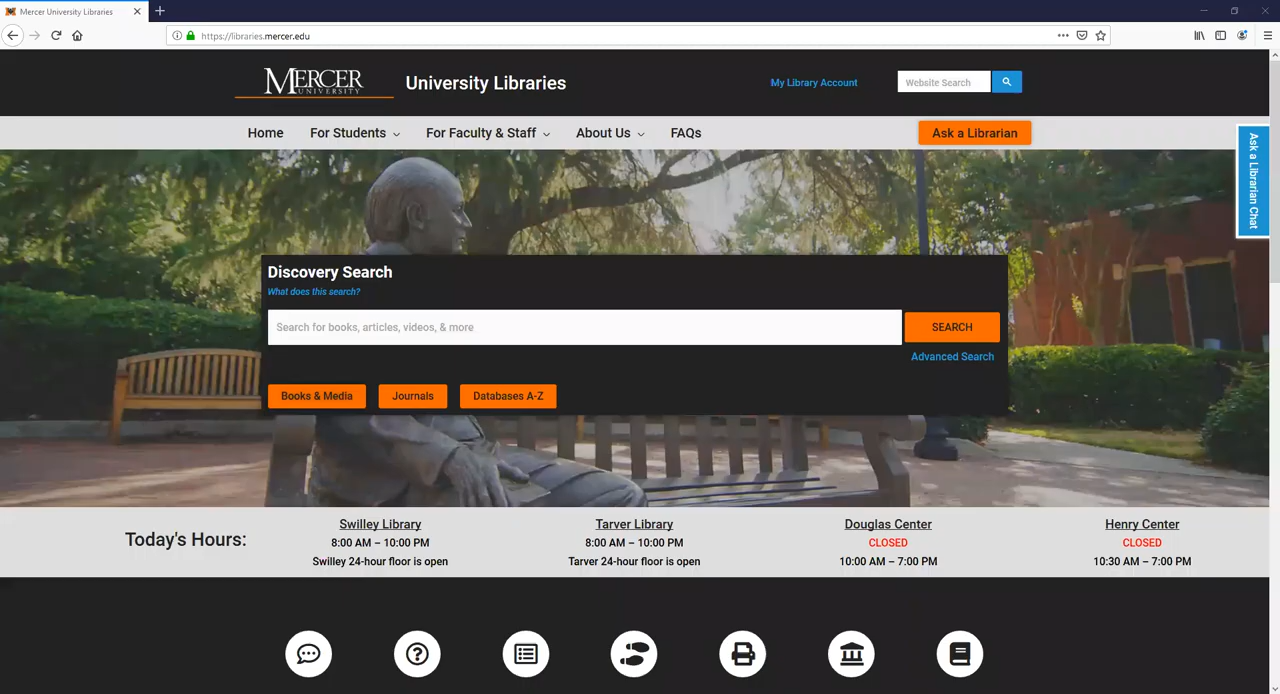 Mercer University Libraries
https://libraries.mercer.edu
MERCER
UNIVERSITY
University Libraries
My Library Account
Website Search
Home
For Students
For Faculty & Staff
About Us
FAQs
Ask a Librarian
Ask a Librarian Chat
Discovery Search
What does this search?
Search for books, articles, videos, & more
SEARCH
Advanced Search
Books & Media
Journals
Databases A-Z
Today's Hours:
Swilley Library
8:00 AM – 10:00 PM
Swilley 24-hour floor is open
Tarver Library
8:00 AM – 10:00 PM
Tarver 24-hour floor is open
Douglas Center
CLOSED
10:00 AM – 7:00 PM
Henry Center
CLOSED
10:30 AM – 7:00 PM